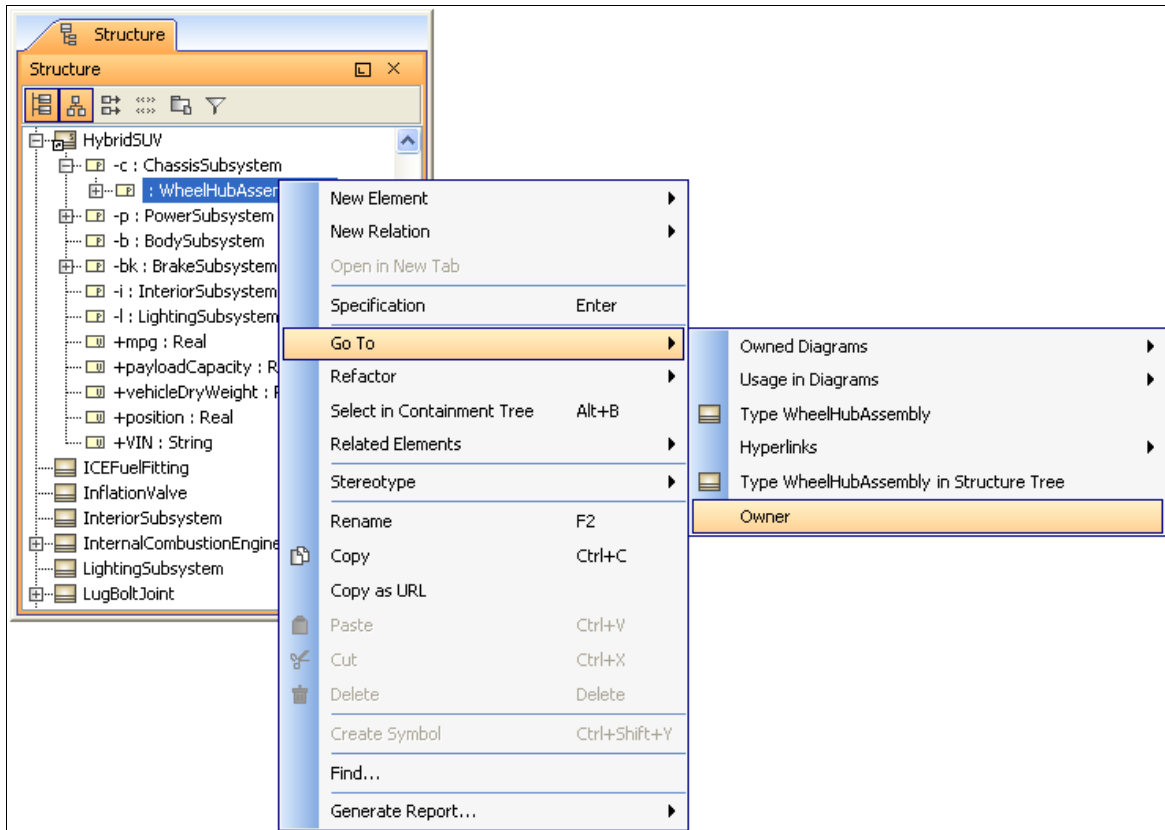 Structure
Structure
HybridSUV
-c : ChassisSubsystem
: WheelHubAsser
-p : PowerSubsystem
-b : BodySubsystem
-bk : BrakeSubsystem
-i : InteriorSubsystem
-l : LightingSubsystem
+mpg : Real
+payloadCapacity : R
+vehicleDryWeight :
+position : Real
+VIN : String
ICEFuelFitting
InflationValve
InteriorSubsystem
InternalCombustionEngine
LightingSubsystem
LugBoltJoint
New Element
New Relation
Open in New Tab
Specification Enter
Go To
Refactor
Select in Containment Tree Alt+B
Related Elements
Stereotype
Rename F2
Copy Ctrl+C
Copy as URL
Paste Ctrl+V
Cut Ctrl+X
Delete Delete
Create Symbol Ctrl+Shift+Y
Find...
Generate Report...
Owned Diagrams
Usage in Diagrams
Type WheelHubAssembly
Hyperlinks
Type WheelHubAssembly in Structure Tree
Owner